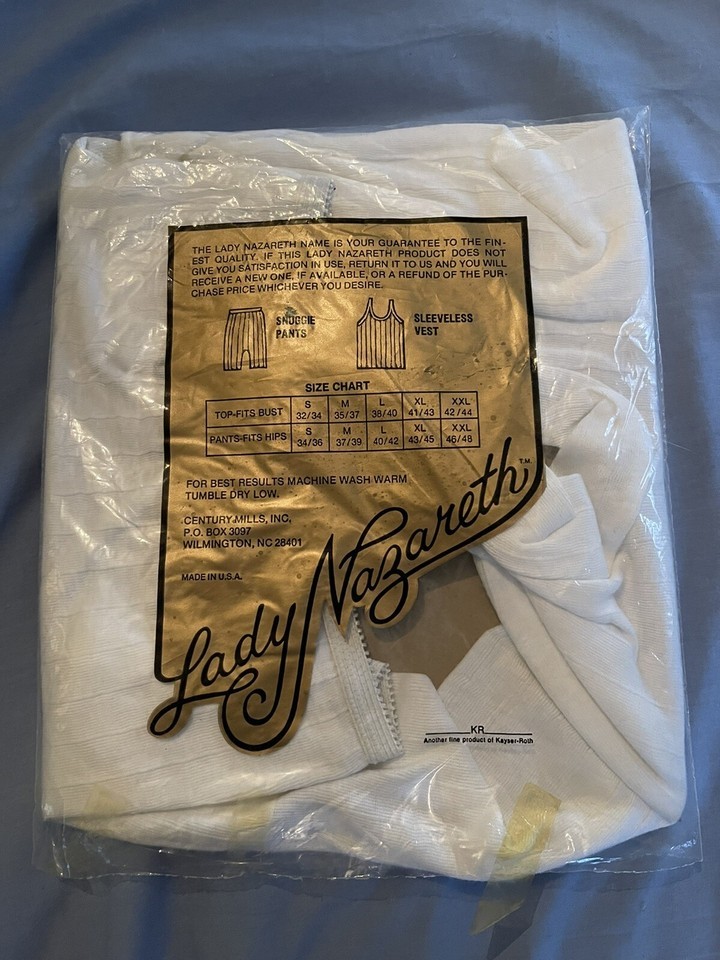 THE LADY NAZARETH NAME IS YOUR GUARANTEE TO THE FIN-
EST QUALITY. IF THIS LADY NAZARETH PRODUCT DOES NOT
GIVE YOU SATISFACTION IN USE, RETURN IT TO US AND YOU WILL
RECEIVE A NEW ONE, IF AVAILABLE, OR A REFUND OF THE PUR-
CHASE PRICE WHICHEVER YOU DESIRE.
SNUGGIE
PANTS
SLEEVELESS
VEST
SIZE CHART
TOP-FITS BUST S 32/34 M 35/37 L 38/40 XL 41/43 XXL 42/44
PANTS-FITS HIPS S 34/36 M 37/39 L 40/42 XL 43/45 XXL 46/48
FOR BEST RESULTS MACHINE WASH WARM
TUMBLE DRY LOW.
CENTURY MILLS, INC.
P.O. BOX 3097
WILMINGTON, NC 28401
MADE IN U.S.A.
Lady Nazareth T.M.
KR
Another fine product of Kayser-Roth